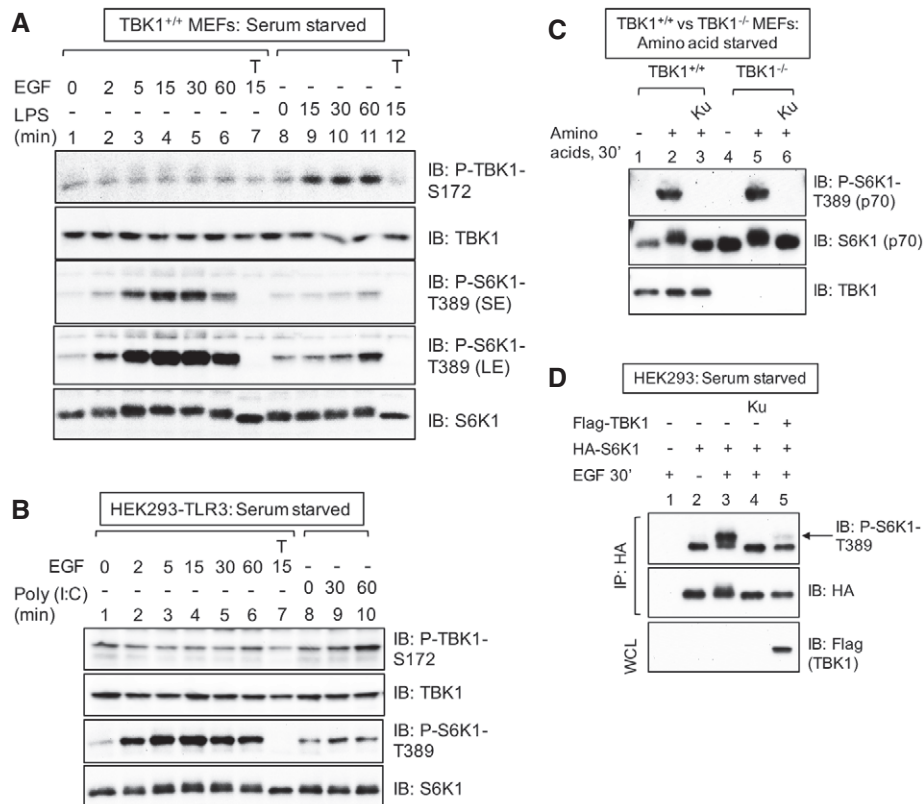 A
TBK1+/+ MEFs: Serum starved
T
T
EGF 0 2 5 15 30 60 15 - - - - -
LPS - - - - - - - 0 15 30 60 15
(min) 1 2 3 4 5 6 7 8 9 10 11 12
IB: P-TBK1-
S172
IB: TBK1
IB: P-S6K1-
T389 (SE)
IB: P-S6K1-
T389 (LE)
IB: S6K1
B
HEK293-TLR3: Serum starved
T
EGF 0 2 5 15 30 60 15 - - -
Poly (I:C) - - - - - - - 0 30 60
(min) 1 2 3 4 5 6 7 8 9 10
IB: P-TBK1-
S172
IB: TBK1
IB: P-S6K1-
T389
IB: S6K1
C
TBK1+/+ vs TBK1-/- MEFs:
Amino acid starved
TBK1+/+ TBK1-/-
Ku Ku
Amino - + + - + +
acids, 30' 1 2 3 4 5 6
IB: P-S6K1-
T389 (p70)
IB: S6K1 (p70)
IB: TBK1
D
HEK293: Serum starved
Ku
Flag-TBK1 - - - - +
HA-S6K1 - + + + +
EGF 30' + - + + +
1 2 3 4 5
IP: HA
IB: P-S6K1-
T389
IB: HA
WCL
IB: Flag
(TBK1)